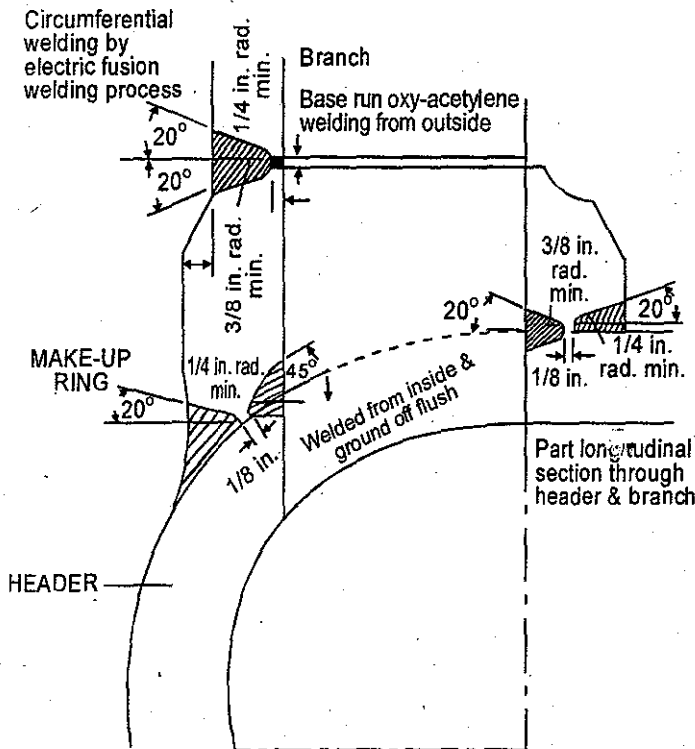 Circumferential
welding by
electric fusion
welding process
1/4 in. rad.
min.
Branch
Base run oxy-acetylene
welding from outside
20°
20°
3/8 in. rad.
min.
3/8 in.
rad.
min.
20°
20°
1/4 in.
rad. min.
1/8 in.
MAKE-UP
RING
1/4 in. rad.
min.
45°
20°
1/8 in.
Welded from inside &
ground off flush
Part longitudinal
section through
header & branch
HEADER